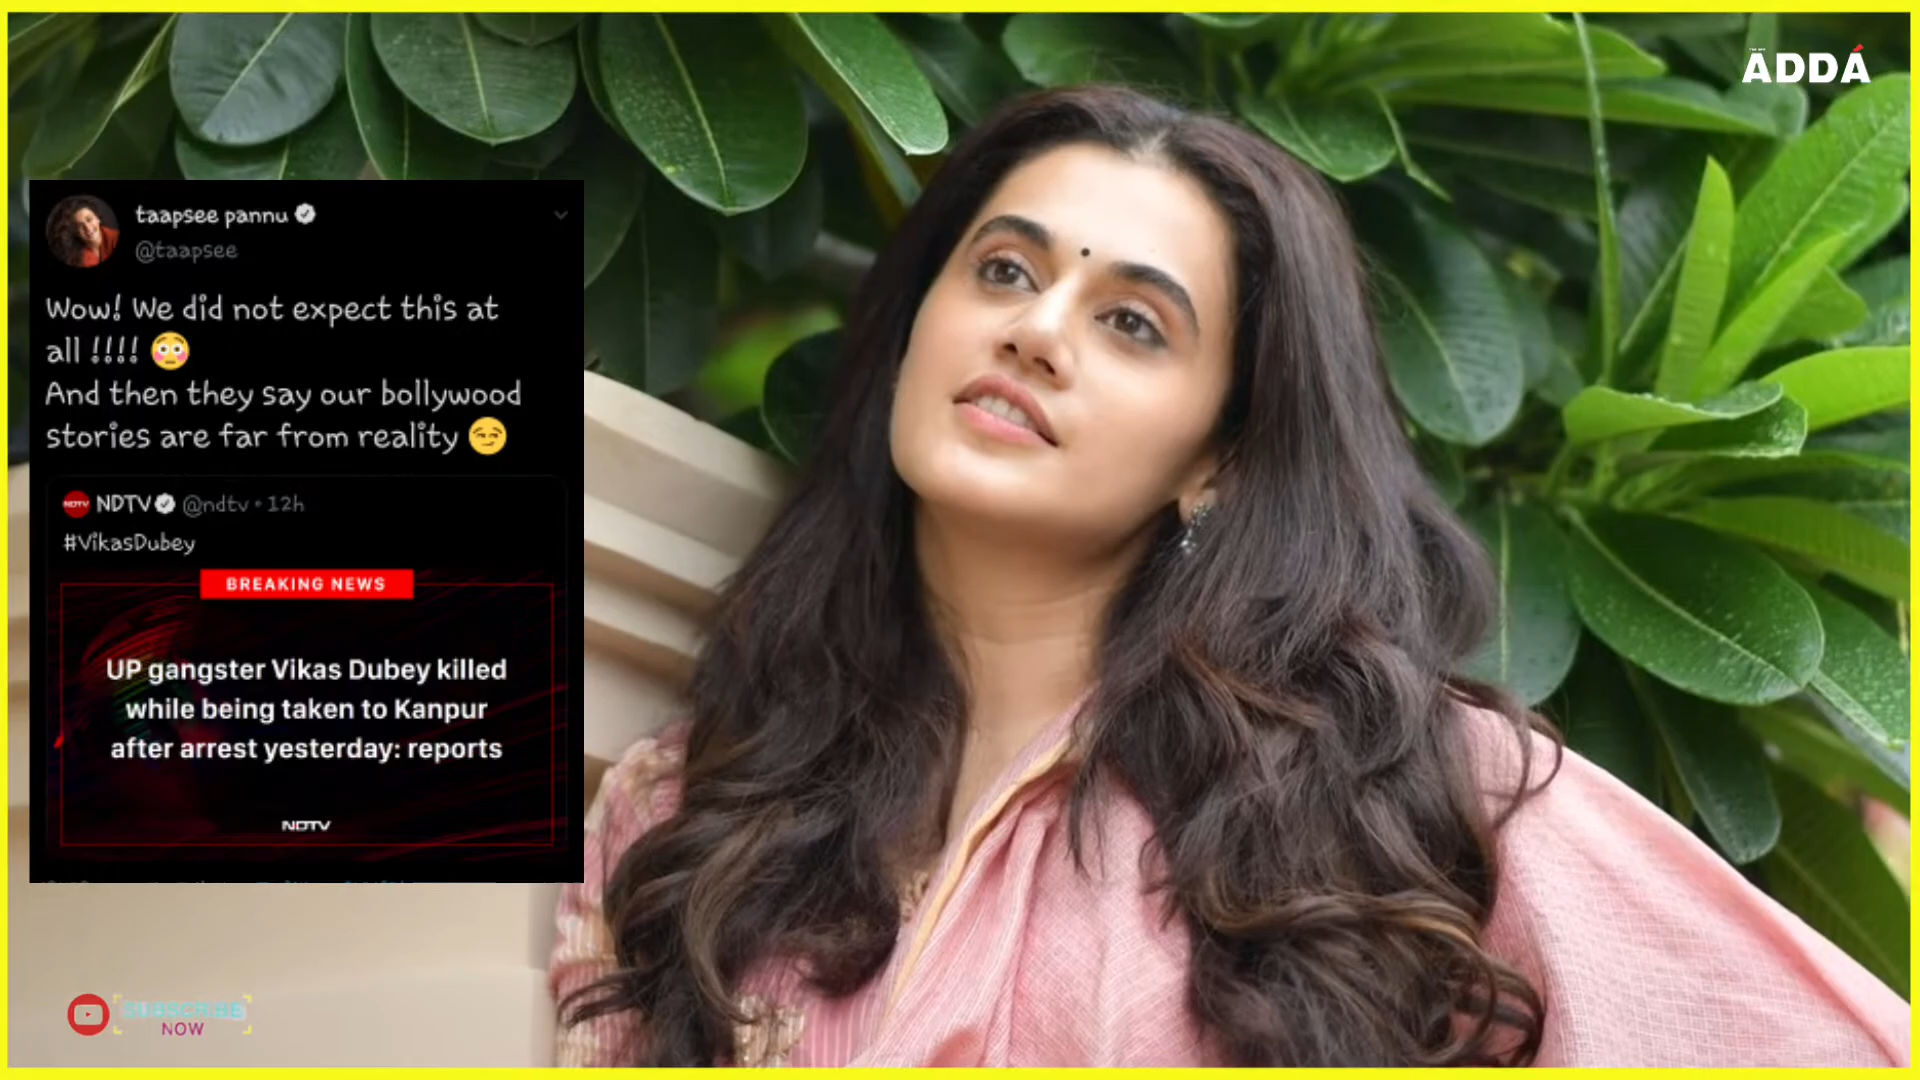 ADDA
taapsee pannu
@taapsee
Wow! We did not expect this at
all !!!! 😳
And then they say our bollywood
stories are far from reality 😏
NDTV @ndtv • 12h
#VikasDubey
BREAKING NEWS
UP gangster Vikas Dubey killed
while being taken to Kanpur
after arrest yesterday: reports
NDTV
SUBSCRIBE
NOW